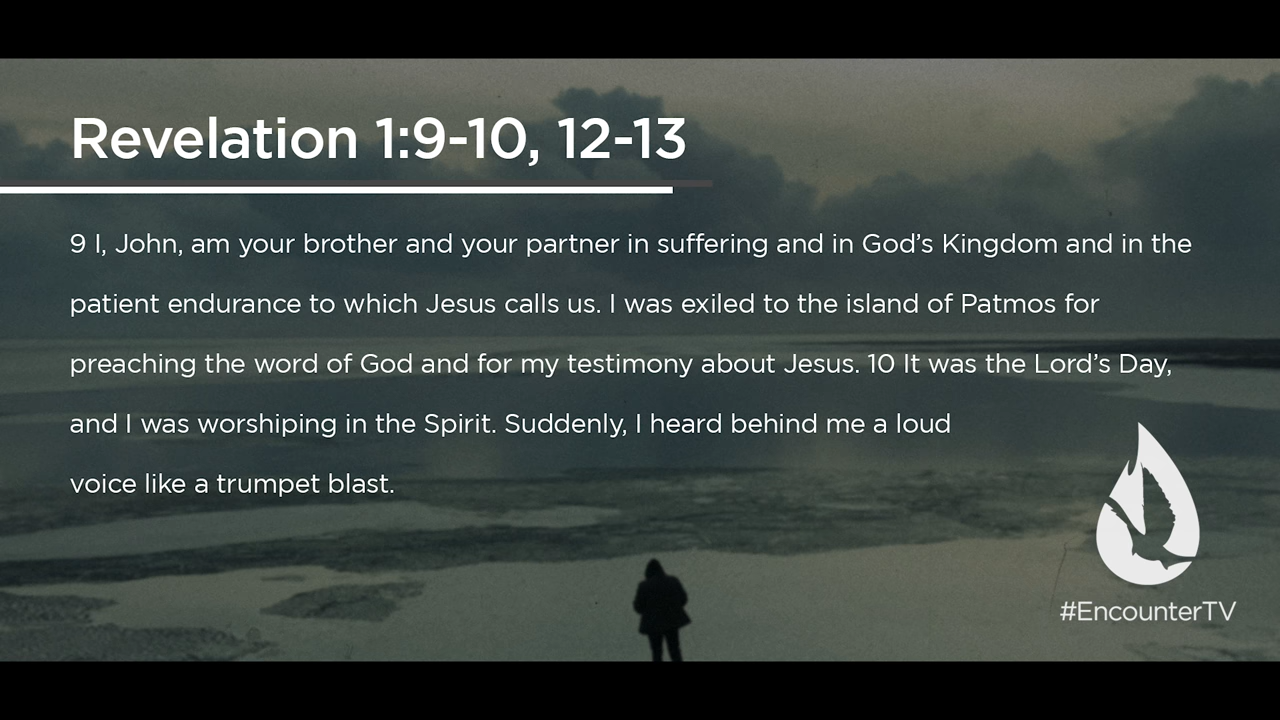 Revelation 1:9-10, 12-13
9 I, John, am your brother and your partner in suffering and in God’s Kingdom and in the
patient endurance to which Jesus calls us. I was exiled to the island of Patmos for
preaching the word of God and for my testimony about Jesus. 10 It was the Lord’s Day,
and I was worshiping in the Spirit. Suddenly, I heard behind me a loud
voice like a trumpet blast.
#EncounterTV